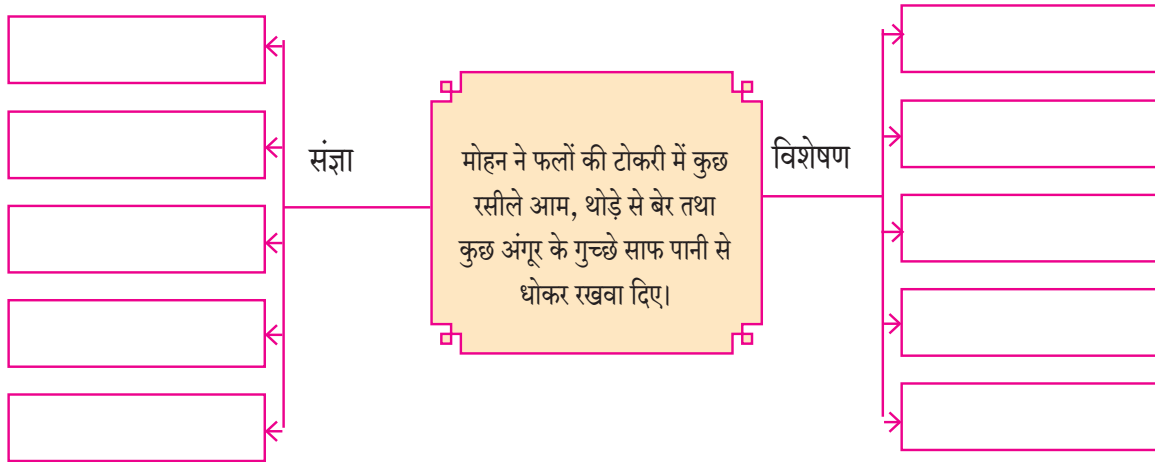 संज्ञा
मोहन ने फलों की टोकरी में कुछ
रसीले आम, थोड़े से बेर तथा
कुछ अंगूर के गुच्छे साफ पानी से
धोकर रखवा दिए।
विशेषण